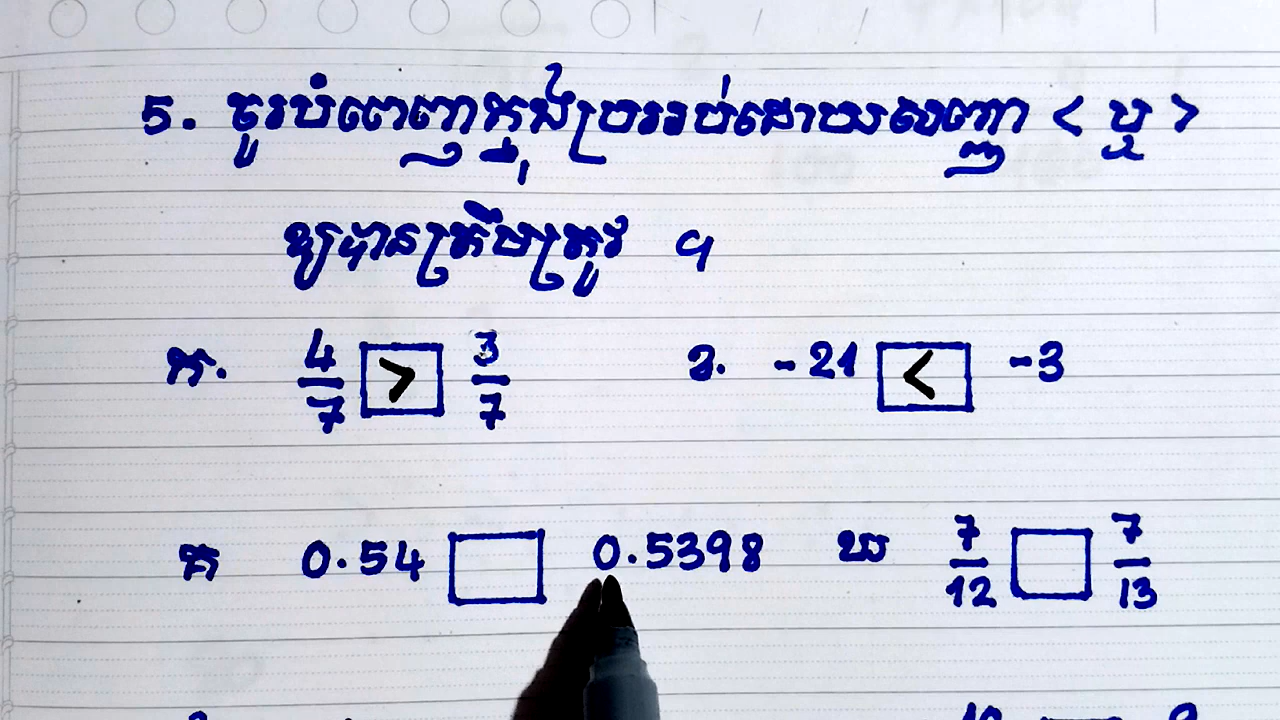 5. ចូរបំពេញក្នុងប្រអប់ដោយសញ្ញា < ឬ >
ឲ្យបានត្រឹមត្រូវ ។
ក. 4/7 > 3/7 ខ. -21 < -3
គ 0.54 □ 0.5398 ឃ 7/12 □ 7/13